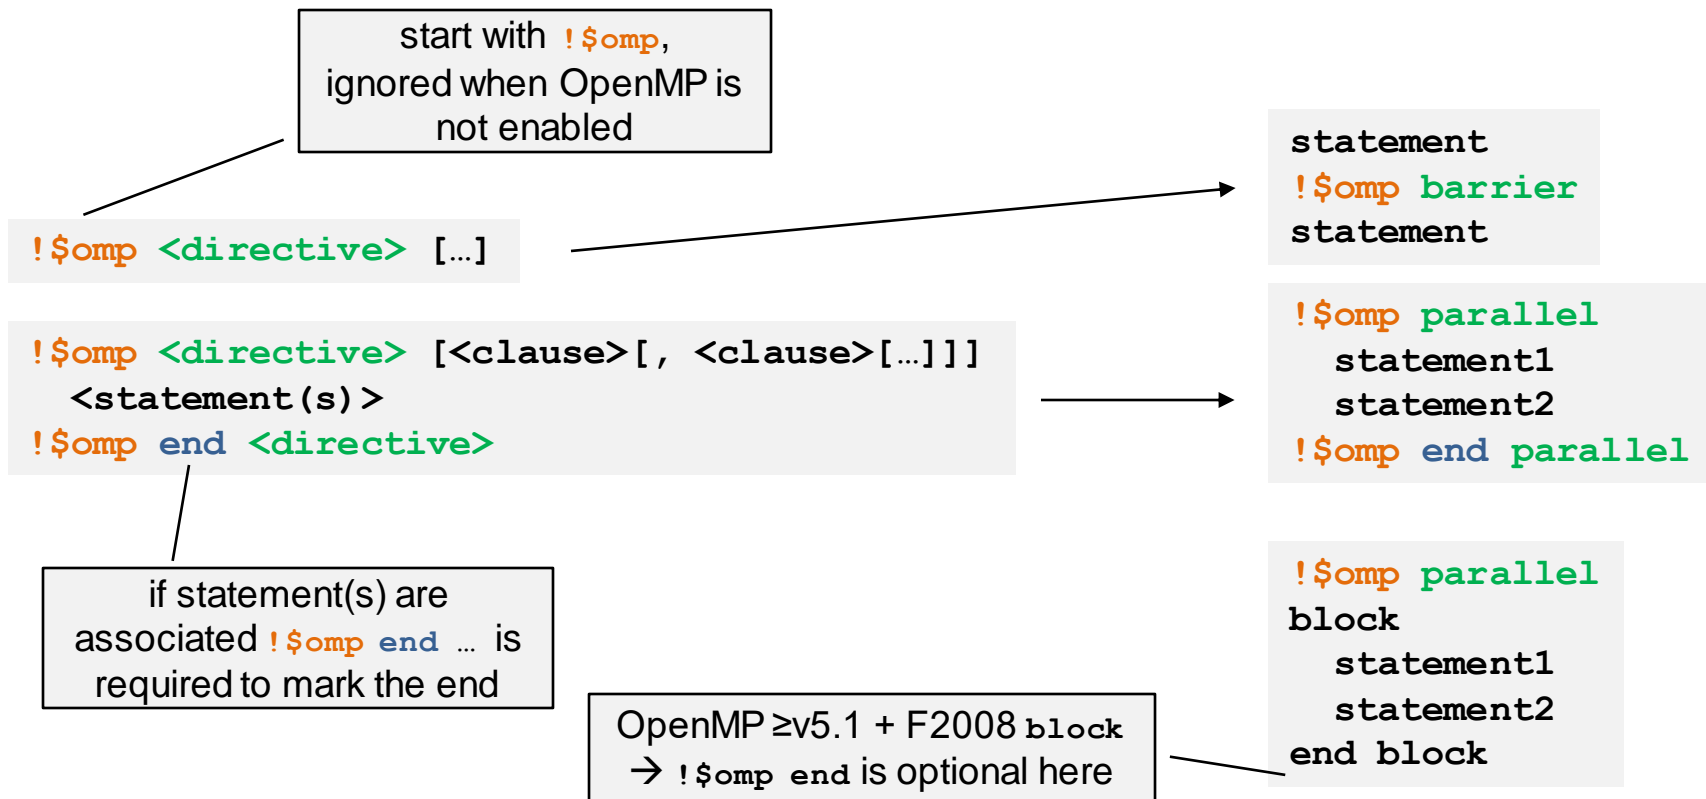 start with !$omp,
ignored when OpenMP is
not enabled
!$omp <directive> […]
!$omp <directive> [<clause>[, <clause>[…]]]
<statement(s)>
!$omp end <directive>
if statement(s) are
associated !$omp end … is
required to mark the end
statement
!$omp barrier
statement
!$omp parallel
statement1
statement2
!$omp end parallel
!$omp parallel
block
statement1
statement2
end block
OpenMP ≥v5.1 + F2008 block
→ !$omp end is optional here